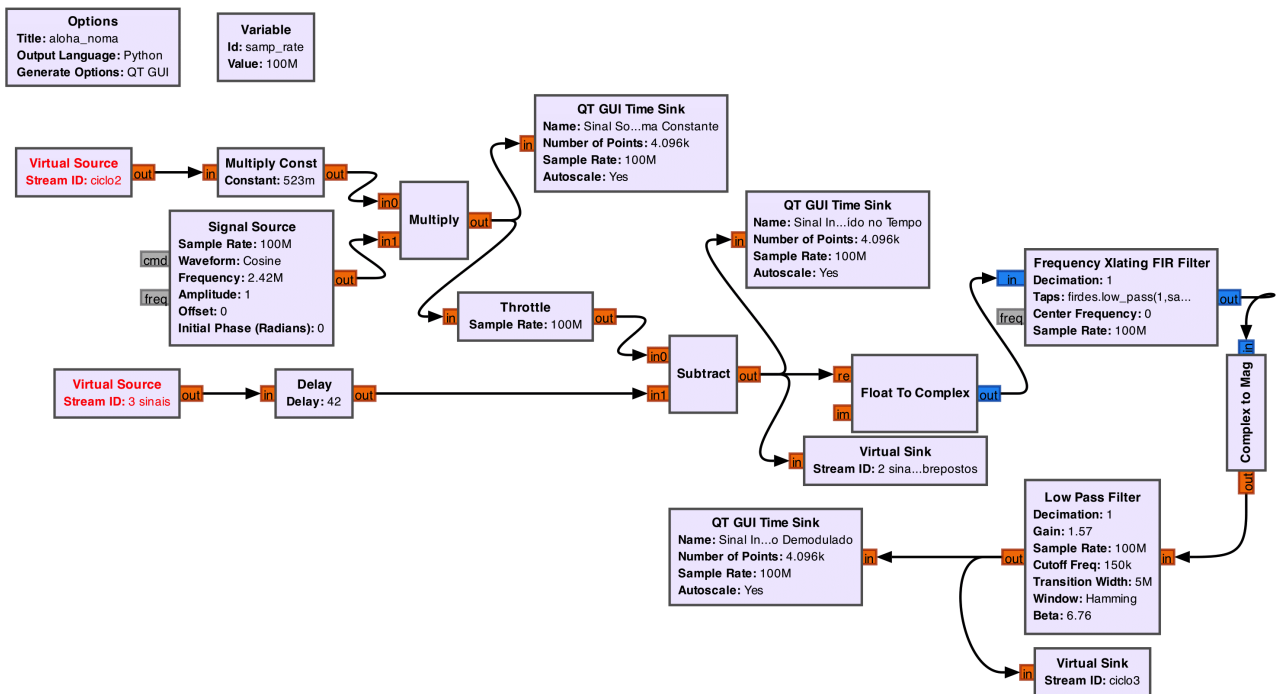 Options
Title: aloha_noma
Output Language: Python
Generate Options: QT GUI
Variable
Id: samp_rate
Value: 100M
Virtual Source
Stream ID: ciclo2
out
in
Multiply Const
Constant: 523m
out
Signal Source
Sample Rate: 100M
Waveform: Cosine
Frequency: 2.42M
Amplitude: 1
Offset: 0
Initial Phase (Radians): 0
cmd
freq
out
in0
in1
Multiply
out
in
QT GUI Time Sink
Name: Sinal So...ma Constante
Number of Points: 4.096k
Sample Rate: 100M
Autoscale: Yes
in
Throttle
Sample Rate: 100M
out
Virtual Source
Stream ID: 3 sinais
out
in
Delay
Delay: 42
out
in0
in1
Subtract
out
in
QT GUI Time Sink
Name: Sinal In...ido no Tempo
Number of Points: 4.096k
Sample Rate: 100M
Autoscale: Yes
re
im
Float To Complex
out
in
Virtual Sink
Stream ID: 2 sina...brepostos
in
freq
Frequency Xlating FIR Filter
Decimation: 1
Taps: firdes.low_pass(1,sa...
Center Frequency: 0
Sample Rate: 100M
out
in
Complex to Mag
out
Low Pass Filter
Decimation: 1
Gain: 1.57
Sample Rate: 100M
Cutoff Freq: 150k
Transition Width: 5M
Window: Hamming
Beta: 6.76
in
out
QT GUI Time Sink
Name: Sinal In...o Demodulado
Number of Points: 4.096k
Sample Rate: 100M
Autoscale: Yes
in
in
Virtual Sink
Stream ID: ciclo3